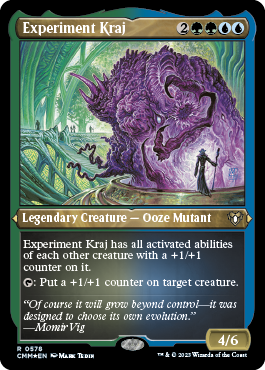 Experiment Kraj 2
Legendary Creature — Ooze Mutant
Experiment Kraj has all activated abilities
of each other creature with a +1/+1
counter on it.
: Put a +1/+1 counter on target creature.
“Of course it will grow beyond control—it was
designed to choose its own evolution.”
—Momir Vig
4/6
R 0576
CMM★EN Mark Tedin
™ & © 2023 Wizards of the Coast